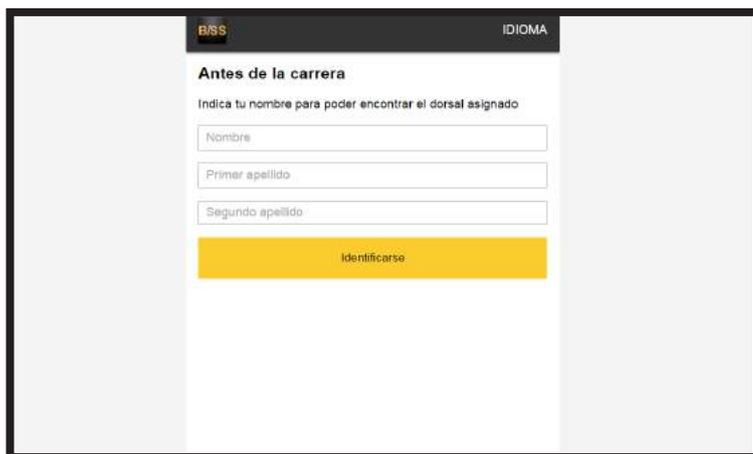 B/SS
IDIOMA
Antes de la carrera
Indica tu nombre para poder encontrar el dorsal asignado
Nombre
Primer apellido
Segundo apellido
Identificarse